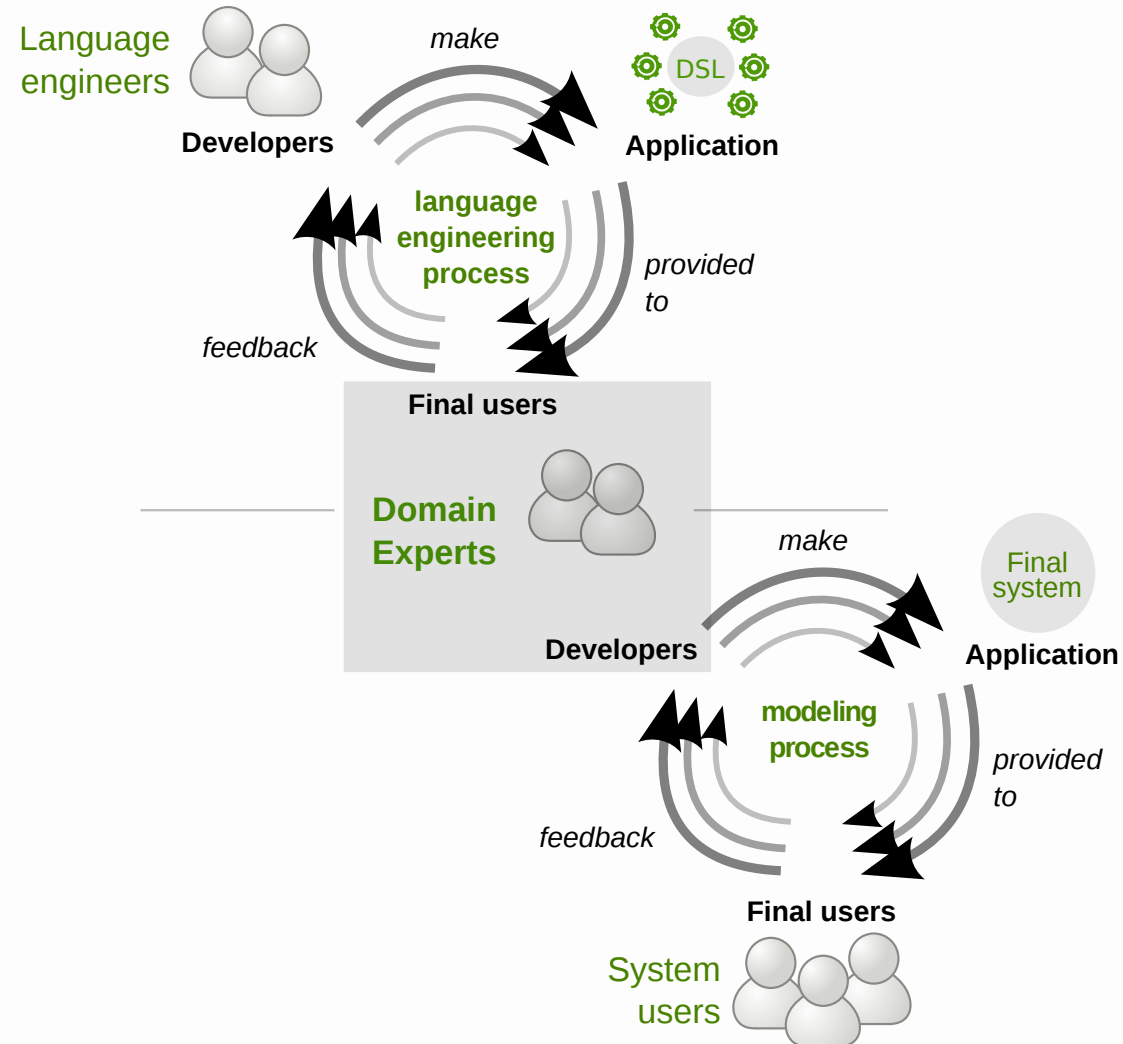 Language
engineers
make
DSL
Developers
Application
language
engineering
process
provided
to
feedback
Final users
Domain
Experts
make
Final
system
Developers
Application
modeling
process
provided
to
feedback
Final users
System
users